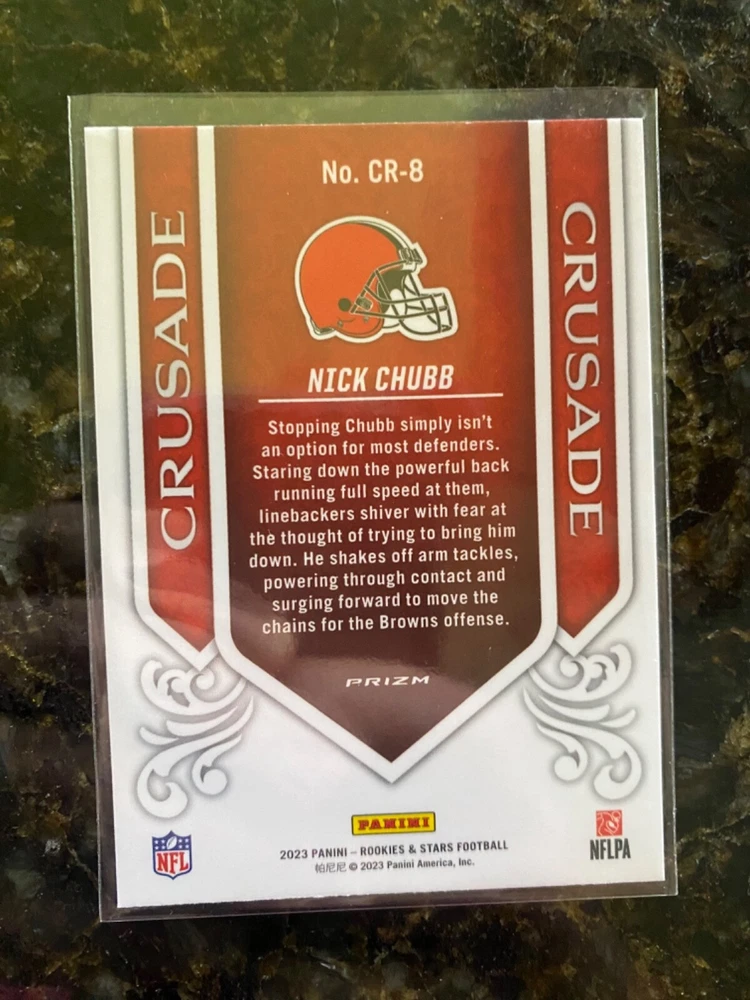 No. CR-8
CRUSADE
CRUSADE
NICK CHUBB
Stopping Chubb simply isn't
an option for most defenders.
Staring down the powerful back
running full speed at them,
linebackers shiver with fear at
the thought of trying to bring him
down. He shakes off arm tackles,
powering through contact and
surging forward to move the
chains for the Browns offense.
PRIZM
PANINI
NFL
2023 PANINI – ROOKIES & STARS FOOTBALL
帕尼尼 © 2023 Panini America, Inc.
NFLPA